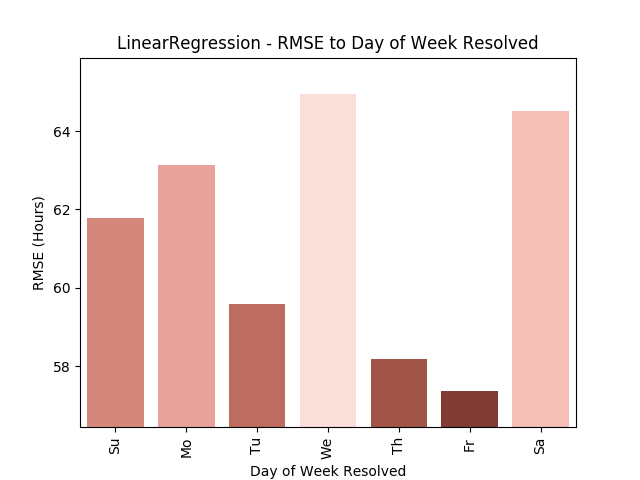 LinearRegression - RMSE to Day of Week Resolved
RMSE (Hours)
64
62
60
58
Su
Mo
Tu
We
Th
Fr
Sa
Day of Week Resolved